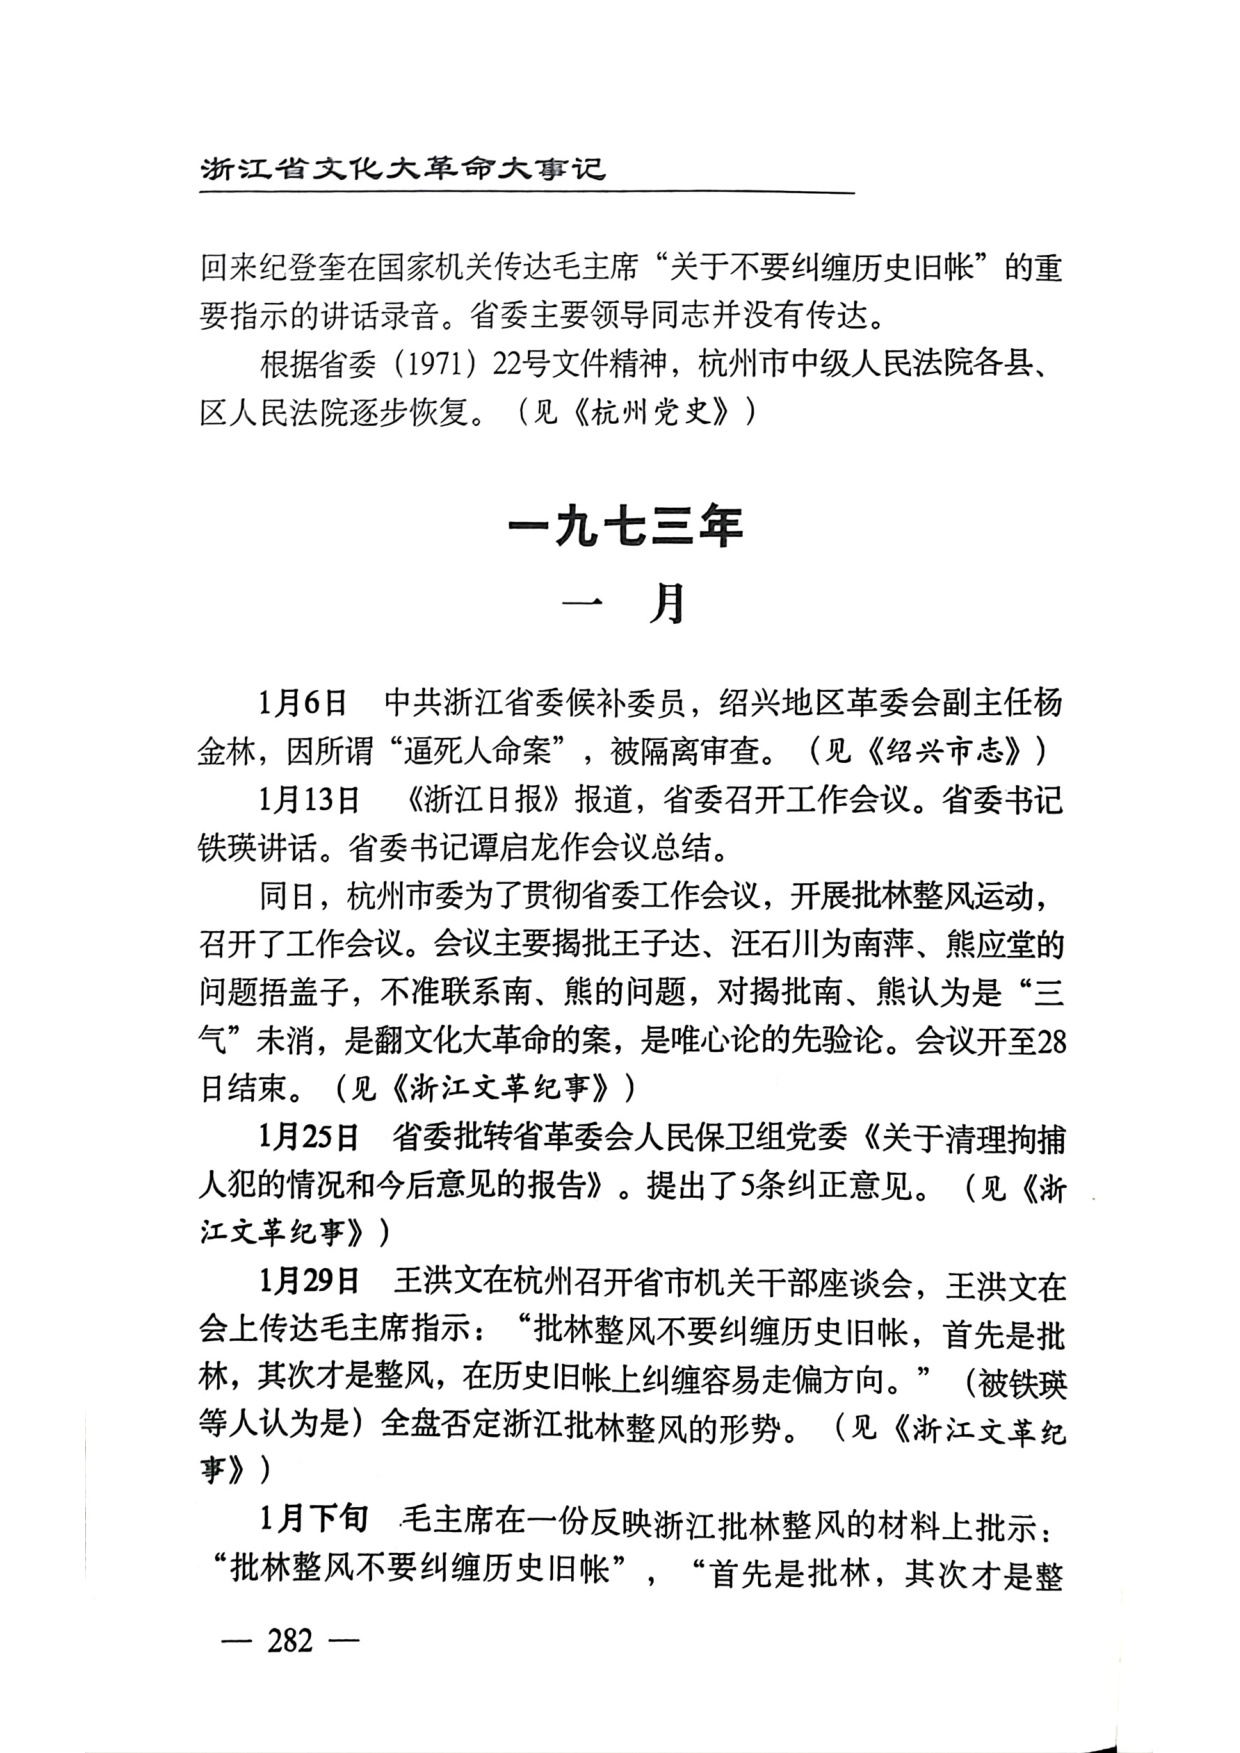 浙江省文化大革命大事记
回来纪登奎在国家机关传达毛主席“关于不要纠缠历史旧帐”的重
要指示的讲话录音。省委主要领导同志并没有传达。
根据省委（1971）22号文件精神，杭州市中级人民法院各县、
区人民法院逐步恢复。（见《杭州党史》）
一九七三年
一 月
1月6日 中共浙江省委候补委员，绍兴地区革委会副主任杨
金林，因所谓“逼死人命案”，被隔离审查。（见《绍兴市志》）
1月13日 《浙江日报》报道，省委召开工作会议。省委书记
铁瑛讲话。省委书记谭启龙作会议总结。
同日，杭州市委为了贯彻省委工作会议，开展批林整风运动，
召开了工作会议。会议主要揭批王子达、汪石川为南萍、熊应堂的
问题捂盖子，不准联系南、熊的问题，对揭批南、熊认为是“三
气”未消，是翻文化大革命的案，是唯心论的先验论。会议开至28
日结束。（见《浙江文革纪事》）
1月25日 省委批转省革委会人民保卫组党委《关于清理拘捕
人犯的情况和今后意见的报告》。提出了5条纠正意见。（见《浙
江文革纪事》）
1月29日 王洪文在杭州召开省市机关干部座谈会，王洪文在
会上传达毛主席指示：“批林整风不要纠缠历史旧帐，首先是批
林，其次才是整风，在历史旧帐上纠缠容易走偏方向。”（被铁瑛
等人认为是）全盘否定浙江批林整风的形势。（见《浙江文革纪
事》）
1月下旬 毛主席在一份反映浙江批林整风的材料上批示：
“批林整风不要纠缠历史旧帐”，“首先是批林，其次才是整
— 282 —